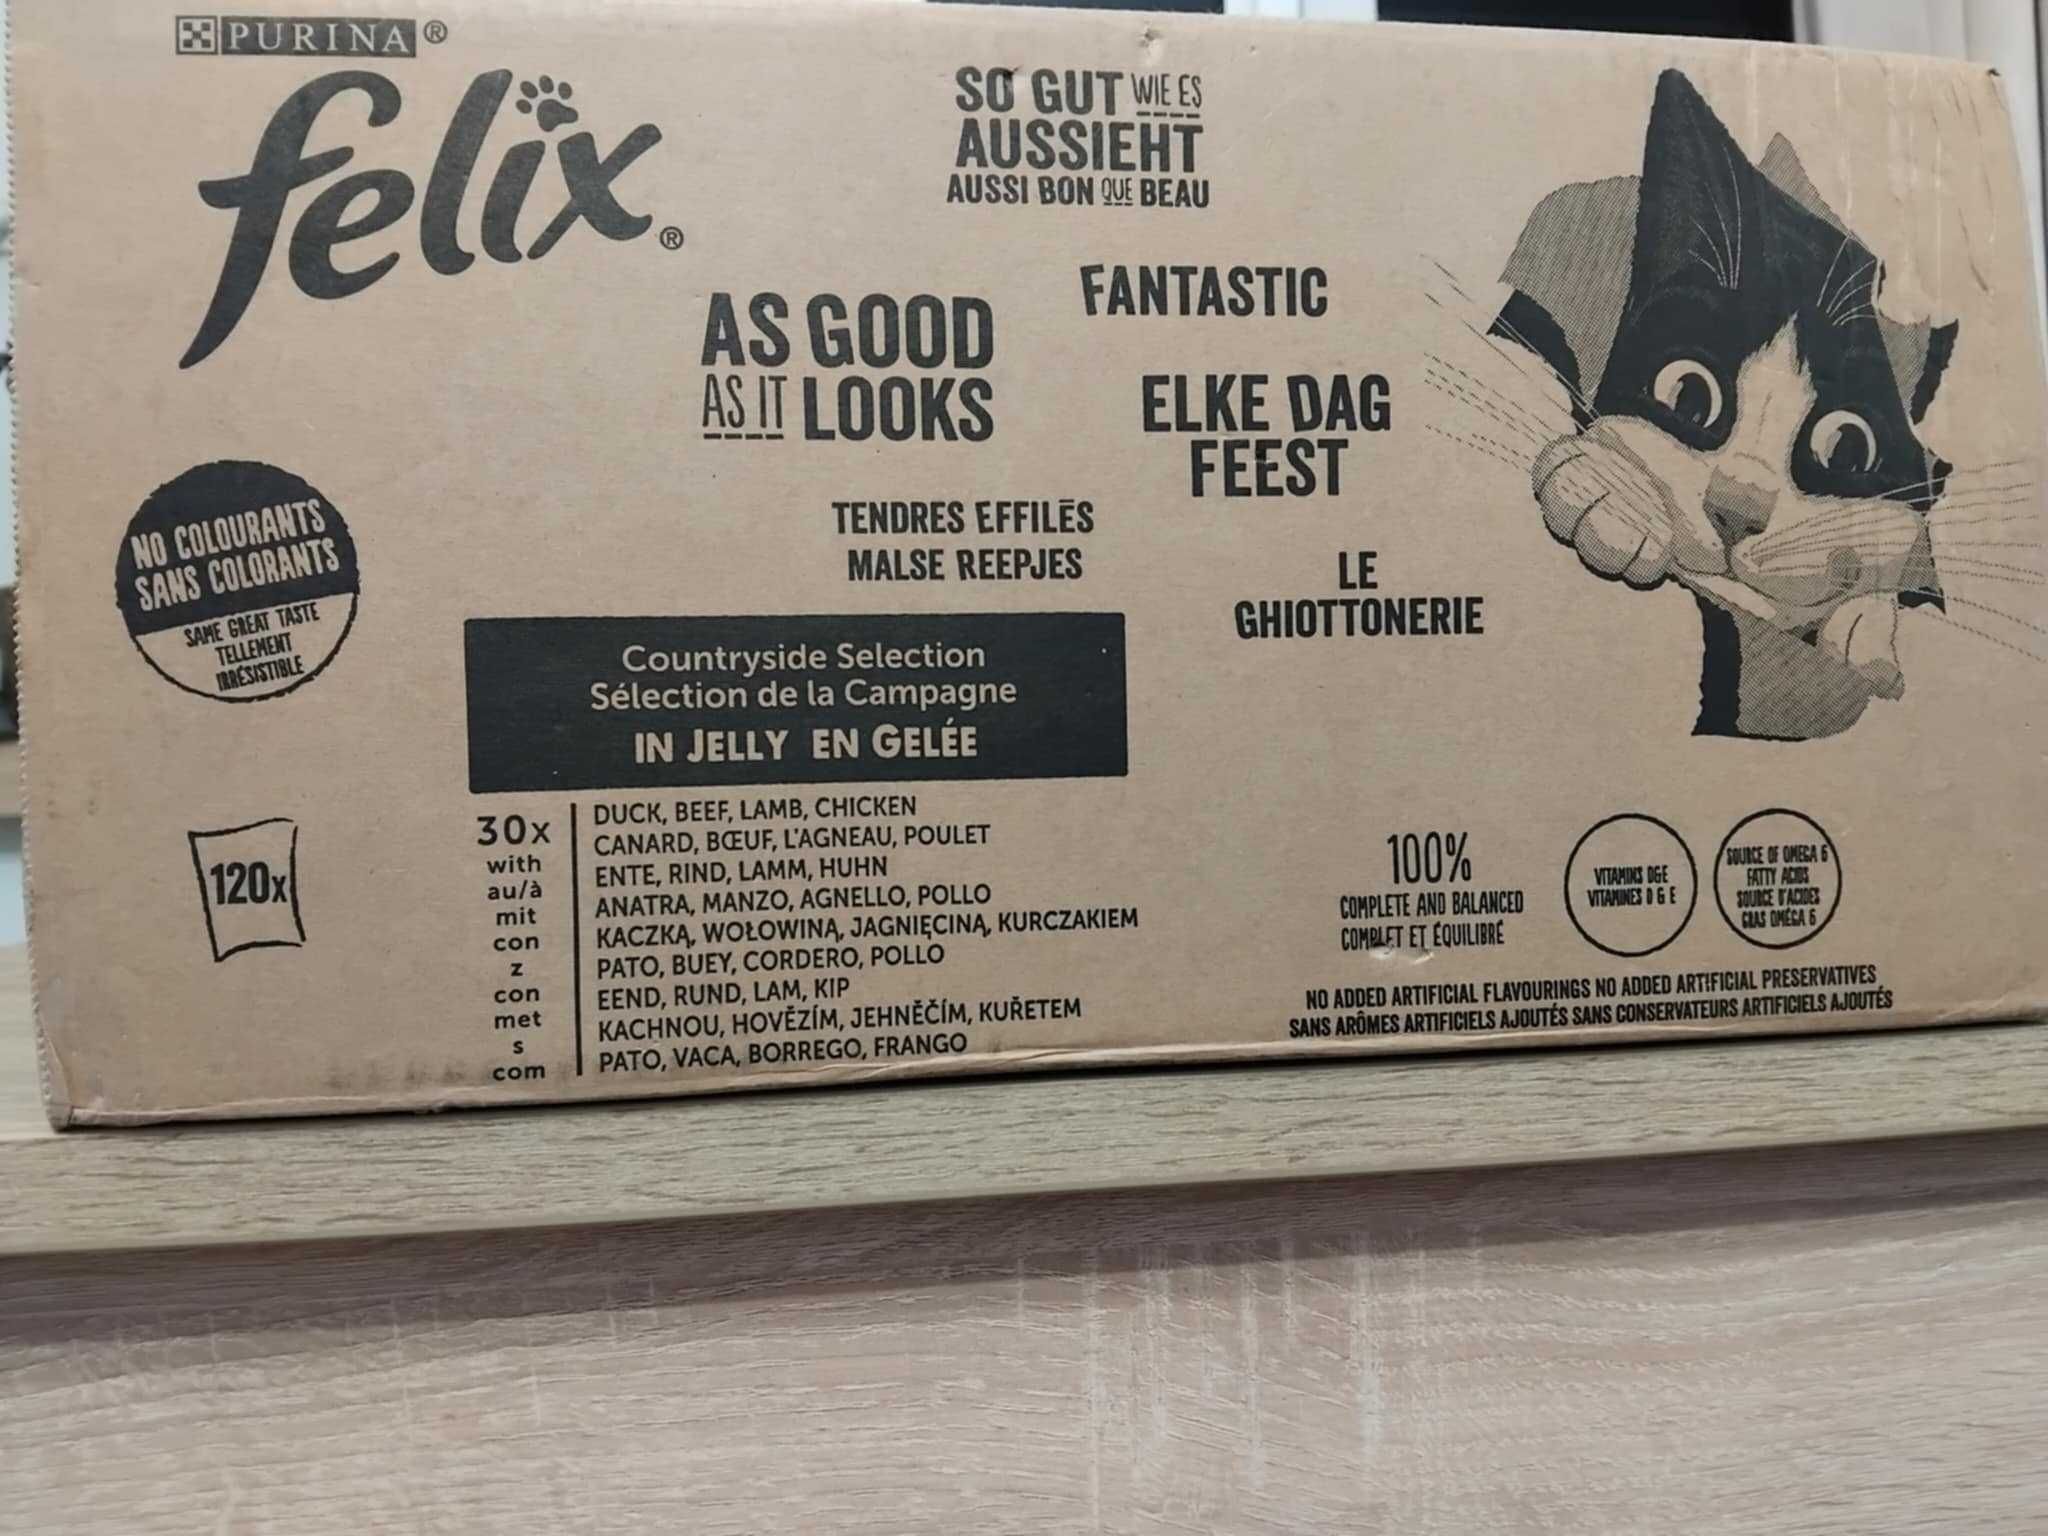 PURINA®
felix®
SO GUT WIE ES
AUSSIEHT
AUSSI BON QUE BEAU
AS GOOD
AS IT LOOKS
FANTASTIC
ELKE DAG
FEEST
TENDRES EFFILÉS
MALSE REEPJES
LE
GHIOTTONERIE
NO COLOURANTS
SANS COLORANTS
SAME GREAT TASTE
TELLEMENT
IRRÉSISTIBLE
Countryside Selection
Sélection de la Campagne
IN JELLY EN GELÉE
120x
30x
with
au/à
mit
con
z
con
met
s
com
DUCK, BEEF, LAMB, CHICKEN
CANARD, BŒUF, L'AGNEAU, POULET
ENTE, RIND, LAMM, HUHN
ANATRA, MANZO, AGNELLO, POLLO
KACZKĄ, WOŁOWINĄ, JAGNIĘCINĄ, KURCZAKIEM
PATO, BUEY, CORDERO, POLLO
EEND, RUND, LAM, KIP
KACHNOU, HOVĚZÍM, JEHNĚČÍM, KUŘETEM
PATO, VACA, BORREGO, FRANGO
100%
COMPLETE AND BALANCED
COMPLET ET ÉQUILIBRÉ
VITAMINS D&E
VITAMINES D & E
SOURCE OF OMEGA 6
FATTY ACIDS
SOURCE D'ACIDES
GRAS OMÉGA 6
NO ADDED ARTIFICIAL FLAVOURINGS NO ADDED ARTIFICIAL PRESERVATIVES
SANS ARÔMES ARTIFICIELS AJOUTÉS SANS CONSERVATEURS ARTIFICIELS AJOUTÉS